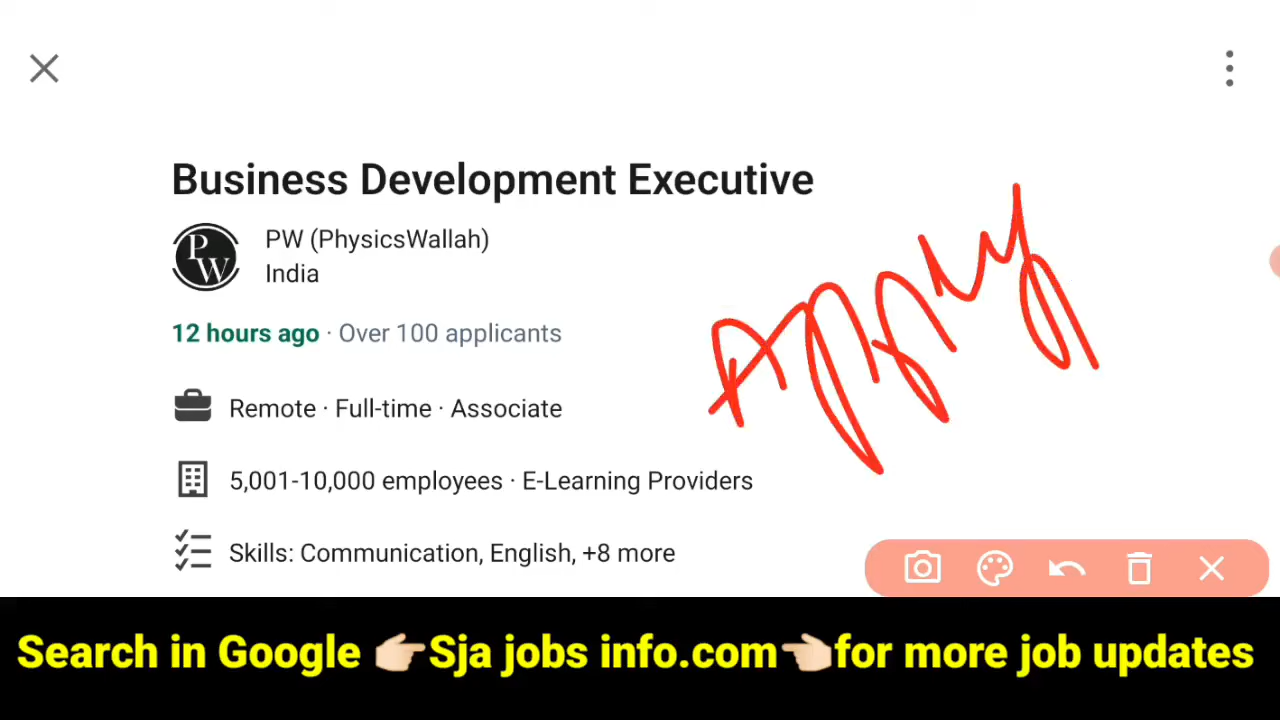 Business Development Executive
PW
PW (PhysicsWallah)
India
12 hours ago · Over 100 applicants
Apply
Remote · Full-time · Associate
5,001-10,000 employees · E-Learning Providers
Skills: Communication, English, +8 more
Search in Google 👉🏻Sja jobs info.com👈🏻for more job updates